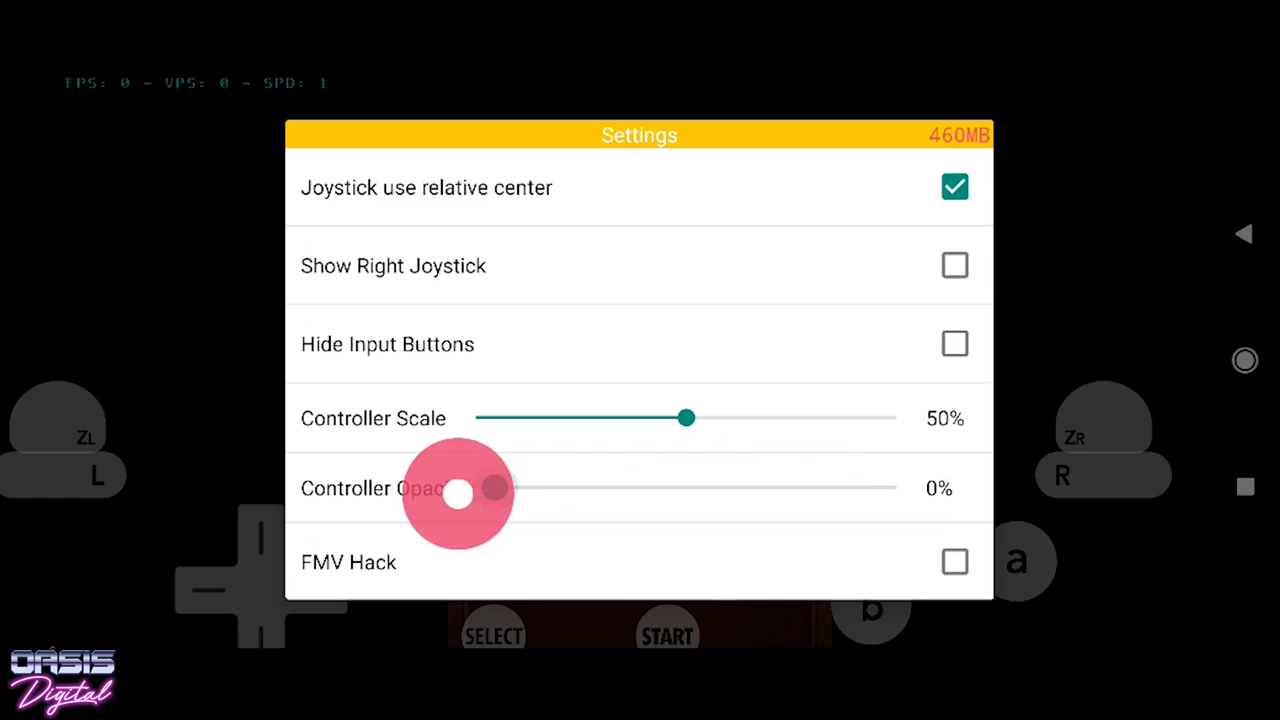 FPS: 0 - VPS: 0 - SPD: 1
Settings
460MB
Joystick use relative center
Show Right Joystick
Hide Input Buttons
Controller Scale
50%
Controller Opac
0%
FMV Hack
ZL
L
ZR
R
a
b
SELECT
START
OASIS
Digital